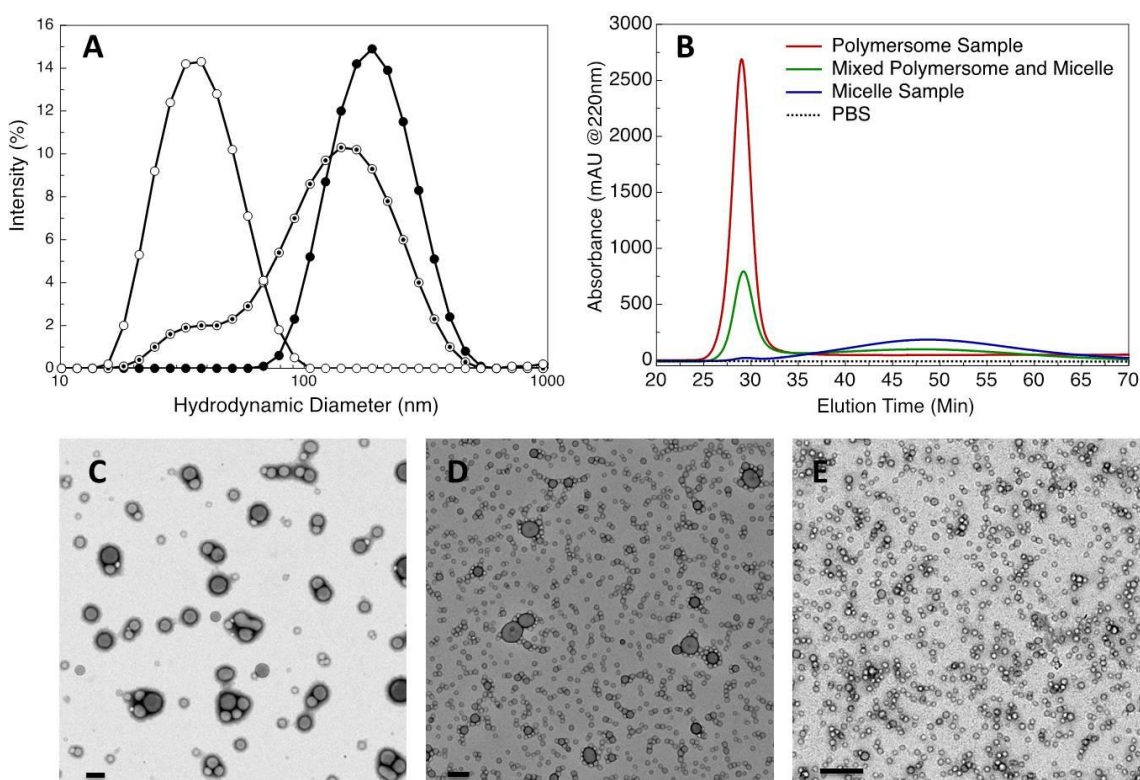 A
16
14
12
10
8
6
4
2
0
10
100
1000
Intensity (%)
Hydrodynamic Diameter (nm)
B
3000
2500
2000
1500
1000
500
0
20 25 30 35 40 45 50 55 60 65 70
Absorbance (mAU @220nm)
Elution Time (Min)
Polymersome Sample
Mixed Polymersome and Micelle
Micelle Sample
PBS
C
D
E